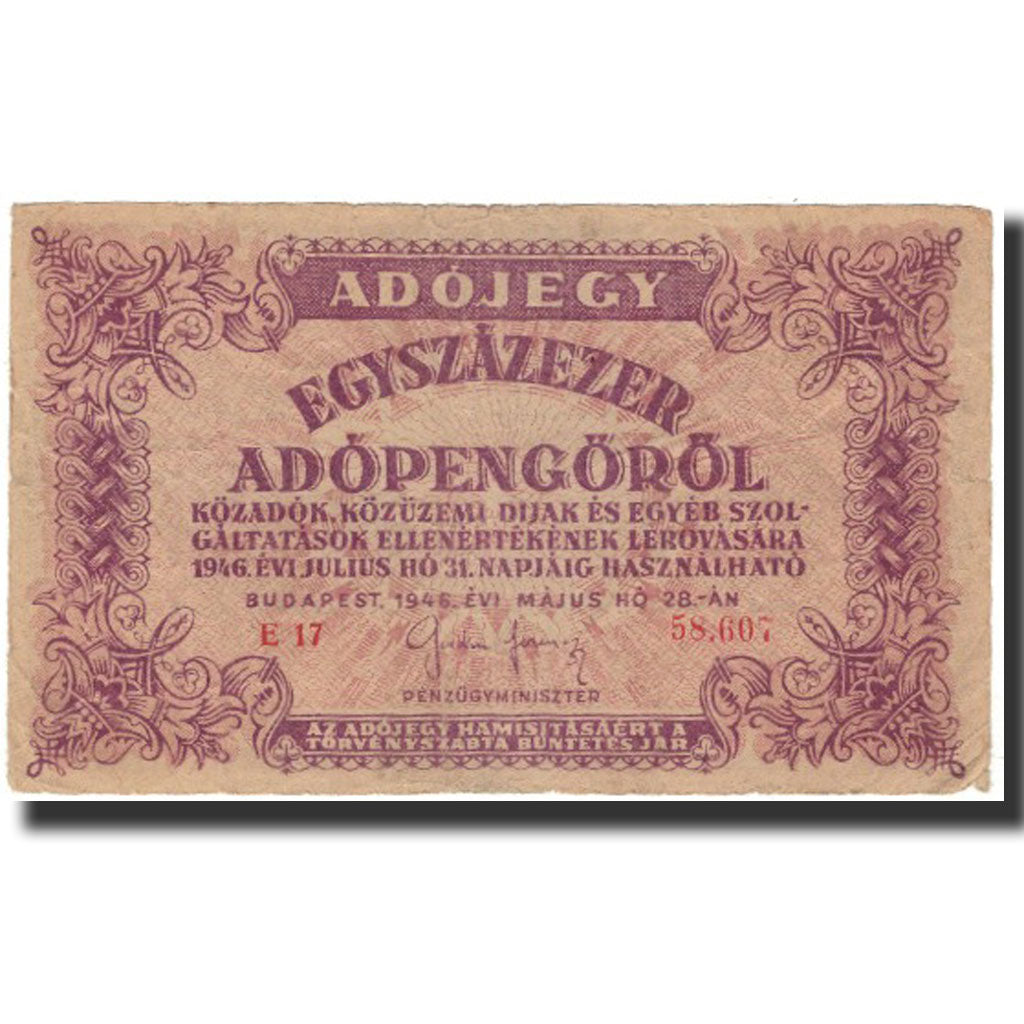 ADÓJEGY
EGYSZÁZEZER
ADÓPENGŐRŐL
KÖZADÓK, KÖZÜZEMI DIJAK ÉS EGYÉB SZOL-
GÁLTATÁSOK ELLENÉRTÉKÉNEK LEROVÁSÁRA
1946. ÉVI JULIUS HÓ 31. NAPJÁIG HASZNÁLHATÓ
BUDAPEST, 1946. ÉVI MÁJUS HÓ 28.-ÁN
E 17 58.607
PÉNZÜGYMINISZTER
AZ ADÓJEGY HAMISITÁSÁÉRT A
TÖRVÉNYSZABTA BÜNTETÉS JÁR